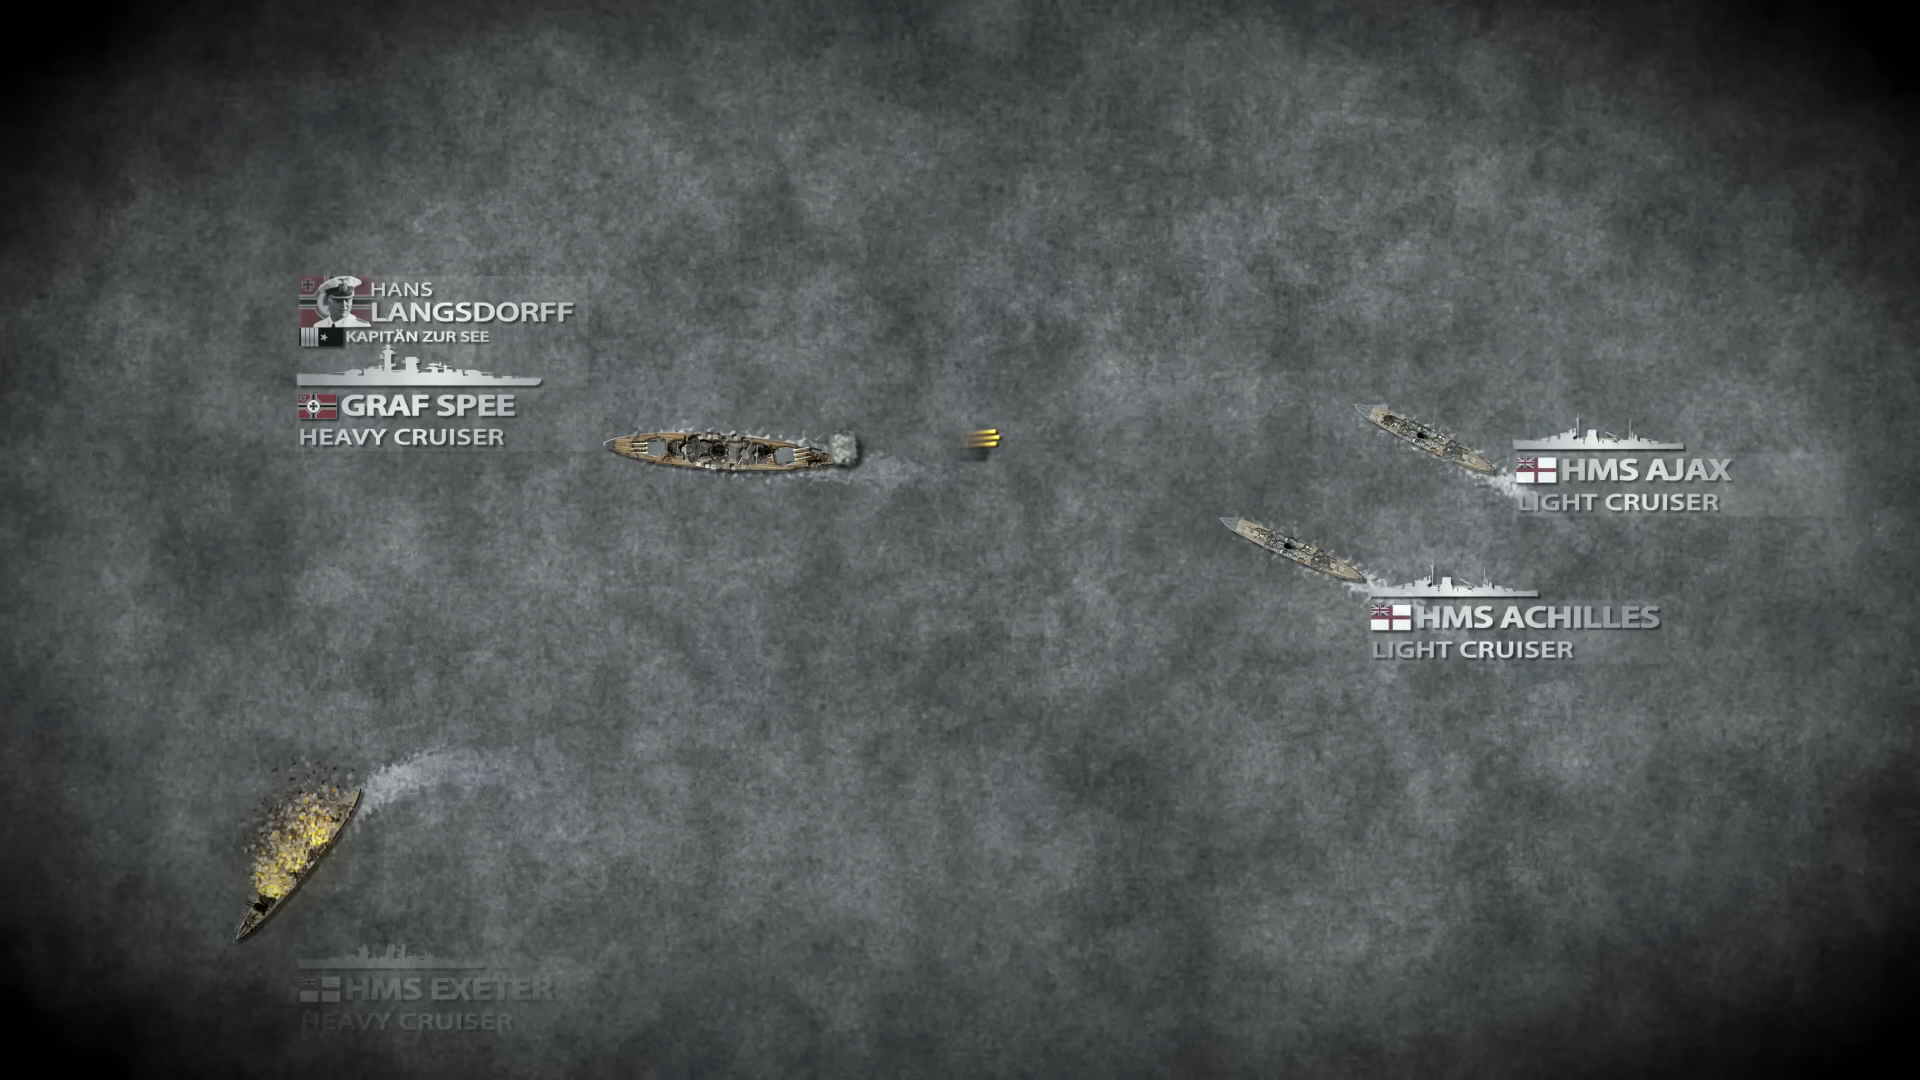 HANS
LANGSDORFF
KAPITÄN ZUR SEE
GRAF SPEE
HEAVY CRUISER
HMS AJAX
LIGHT CRUISER
HMS ACHILLES
LIGHT CRUISER
HMS EXETER
HEAVY CRUISER